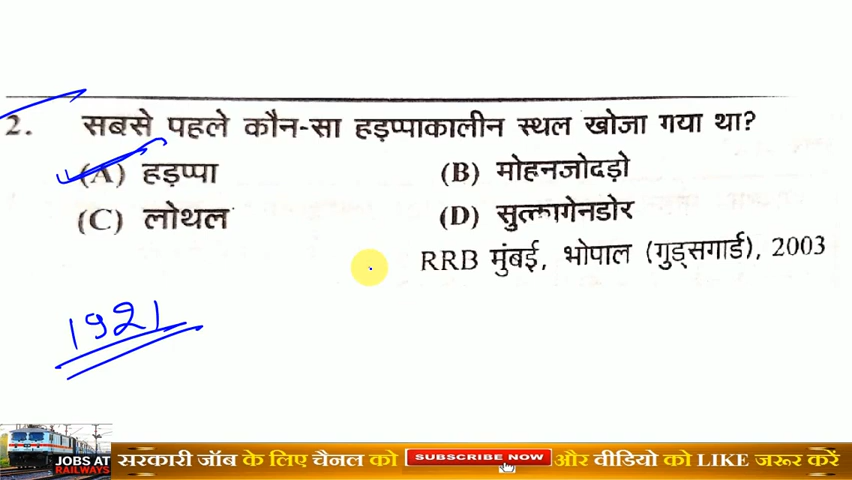 2. सबसे पहले कौन-सा हड़प्पाकालीन स्थल खोजा गया था?
(A) हड़प्पा (B) मोहनजोदड़ो
(C) लोथल (D) सुत्कागेनडोर
RRB मुंबई, भोपाल (गुड्सगार्ड), 2003
1921
JOBS AT
RAILWAYS
सरकारी जॉब के लिए चैनल को SUBSCRIBE NOW और वीडियो को LIKE जरूर करें